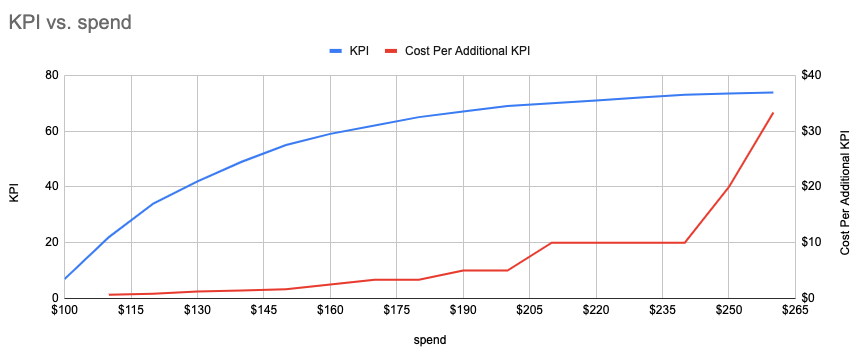 KPI vs. spend
KPI Cost Per Additional KPI
80 $40
60 $30
40 $20
20 $10
0 $0
KPI
Cost Per Additional KPI
$100 $115 $130 $145 $160 $175 $190 $205 $220 $235 $250 $265
spend